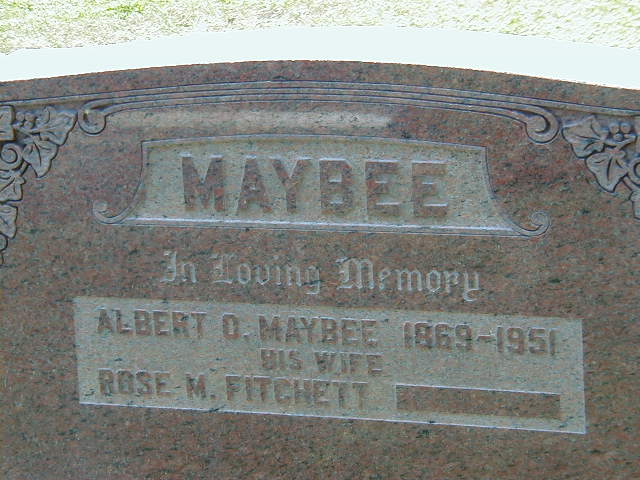 MAYBEE
In Loving Memory
ALBERT O. MAYBEE 1869-1951
HIS WIFE
ROSE M. FITCHETT